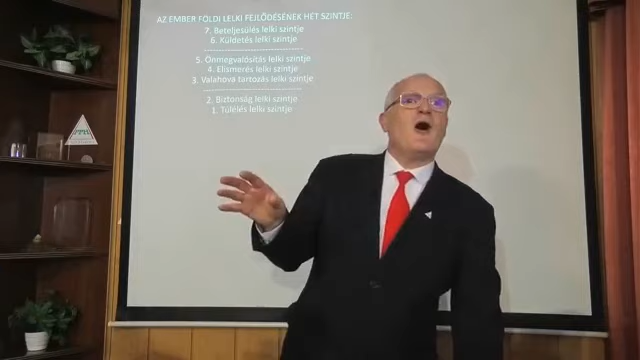 AZ EMBER FÖLDI LELKI FEJLŐDÉSÉNEK HÉT SZINTJE:
7. Beteljesülés lelki szintje
6. Küldetés lelki szintje
--------------------------------
5. Önmegvalósítás lelki szintje
4. Elismerés lelki szintje
3. Valahova tartozás lelki szintje
--------------------------------
2. Biztonság lelki szintje
1. Túlélés lelki szintje